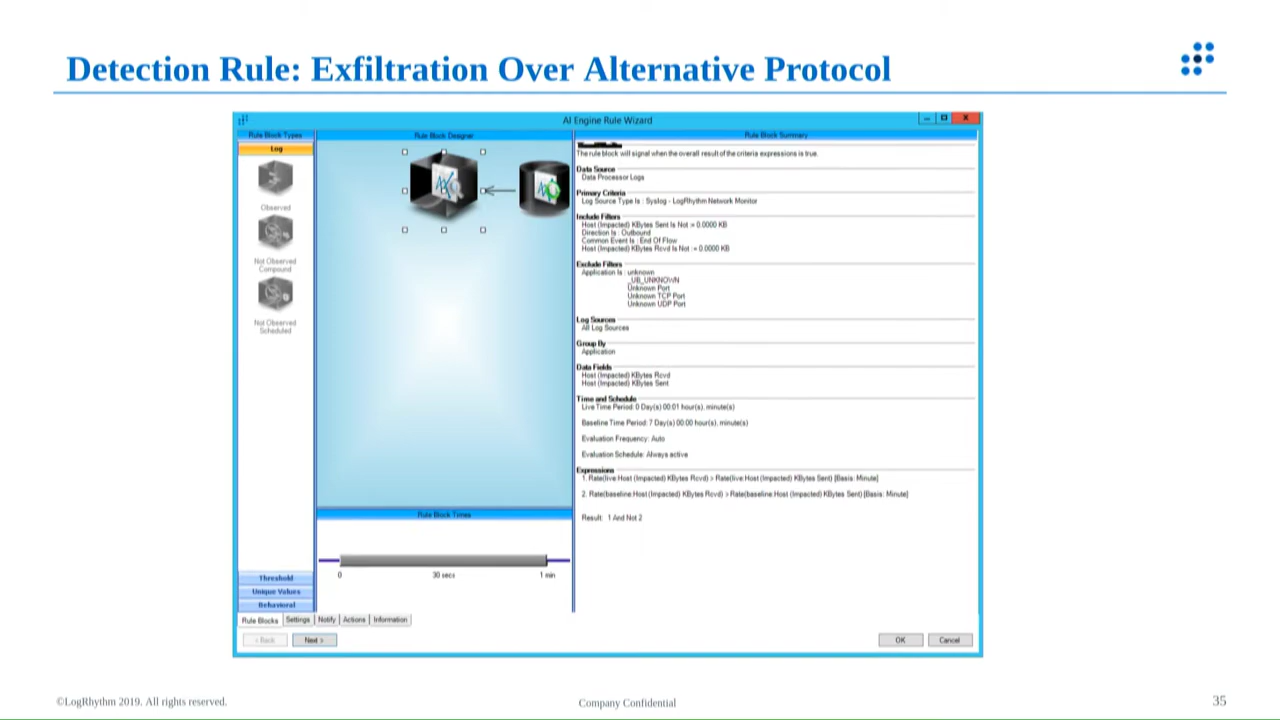 Detection Rule: Exfiltration Over Alternative Protocol
AI Engine Rule Wizard
Rule Block Types
Log
Observed
Not Observed
Compound
Not Observed
Scheduled
Threshold
Unique Values
Behavioral
Rule Block Designer
Rule Block Times
0
30 secs
1 min
Rule Block Summary
The rule block will signal when the overall result of the criteria expressions is true.
Data Source
Data Processor Logs
Primary Criteria
Log Source Type Is : Syslog - LogRhythm Network Monitor
Include Filters
Host (Impacted) KBytes Sent Is Not := 0.0000 KB
Direction Is : Outbound
Common Event Is : End Of Flow
Host (Impacted) KBytes Rcvd Is Not := 0.0000 KB
Exclude Filters
Application Is : unknown
_UB_UNKNOWN
Unknown Port
Unknown TCP Port
Unknown UDP Port
Log Sources
All Log Sources
Group By
Application
Data Fields
Host (Impacted) KBytes Rcvd
Host (Impacted) KBytes Sent
Time and Schedule
Live Time Period: 0 Day(s) 00:01 hour(s), minute(s)
Baseline Time Period: 7 Day(s) 00:00 hour(s), minute(s)
Evaluation Frequency: Auto
Evaluation Schedule: Always active
Expressions
1. Rate(live:Host (Impacted) KBytes Rcvd) > Rate(live:Host (Impacted) KBytes Sent) [Basis: Minute]
2. Rate(baseline:Host (Impacted) KBytes Rcvd) > Rate(baseline:Host (Impacted) KBytes Sent) [Basis: Minute]
Result: 1 And Not 2
Rule Blocks
Settings
Notify
Actions
Information
< Back
Next >
OK
Cancel
©LogRhythm 2019. All rights reserved.
Company Confidential
35